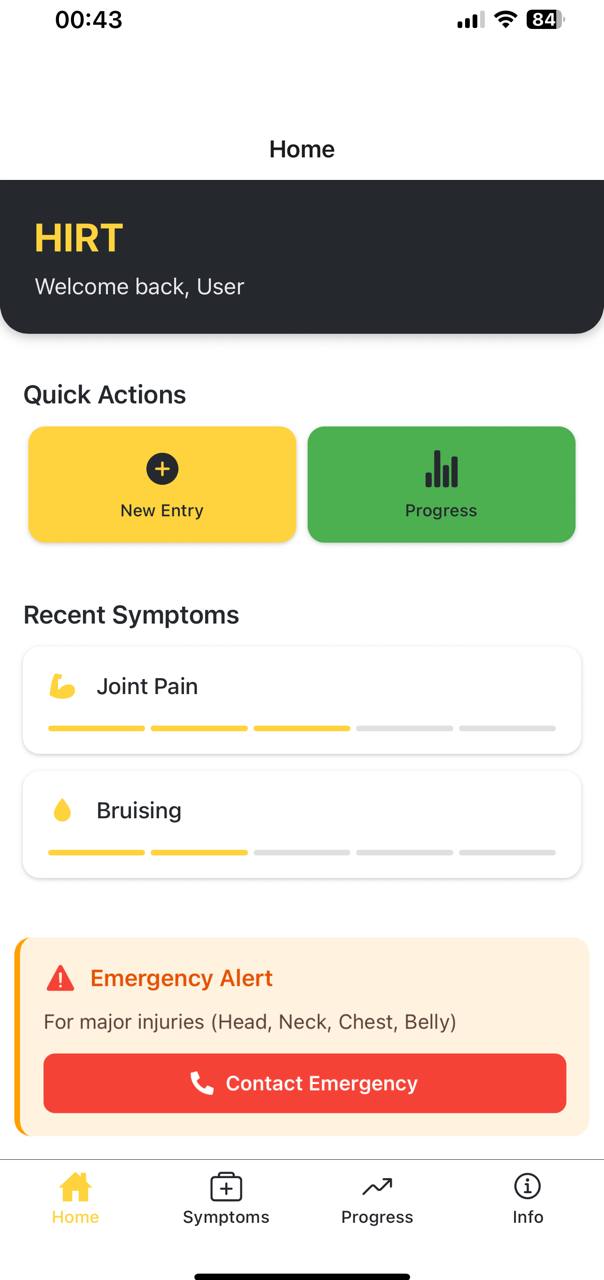 00:43
84
Home
HIRT
Welcome back, User
Quick Actions
New Entry
Progress
Recent Symptoms
Joint Pain
Bruising
Emergency Alert
For major injuries (Head, Neck, Chest, Belly)
Contact Emergency
Home
Symptoms
Progress
Info